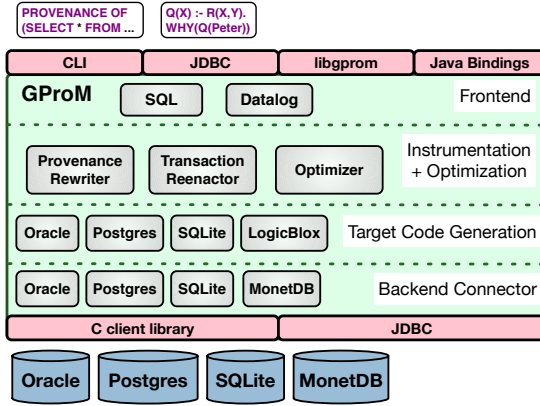 PROVENANCE OF
(SELECT * FROM ...
Q(X) :- R(X,Y).
WHY(Q(Peter))
CLI JDBC libgprom Java Bindings
GProM SQL Datalog Frontend
Provenance Rewriter
Transaction Reenactor
Optimizer
Instrumentation
+ Optimization
Oracle Postgres SQLite LogicBlox Target Code Generation
Oracle Postgres SQLite MonetDB Backend Connector
C client library JDBC
Oracle Postgres SQLite MonetDB